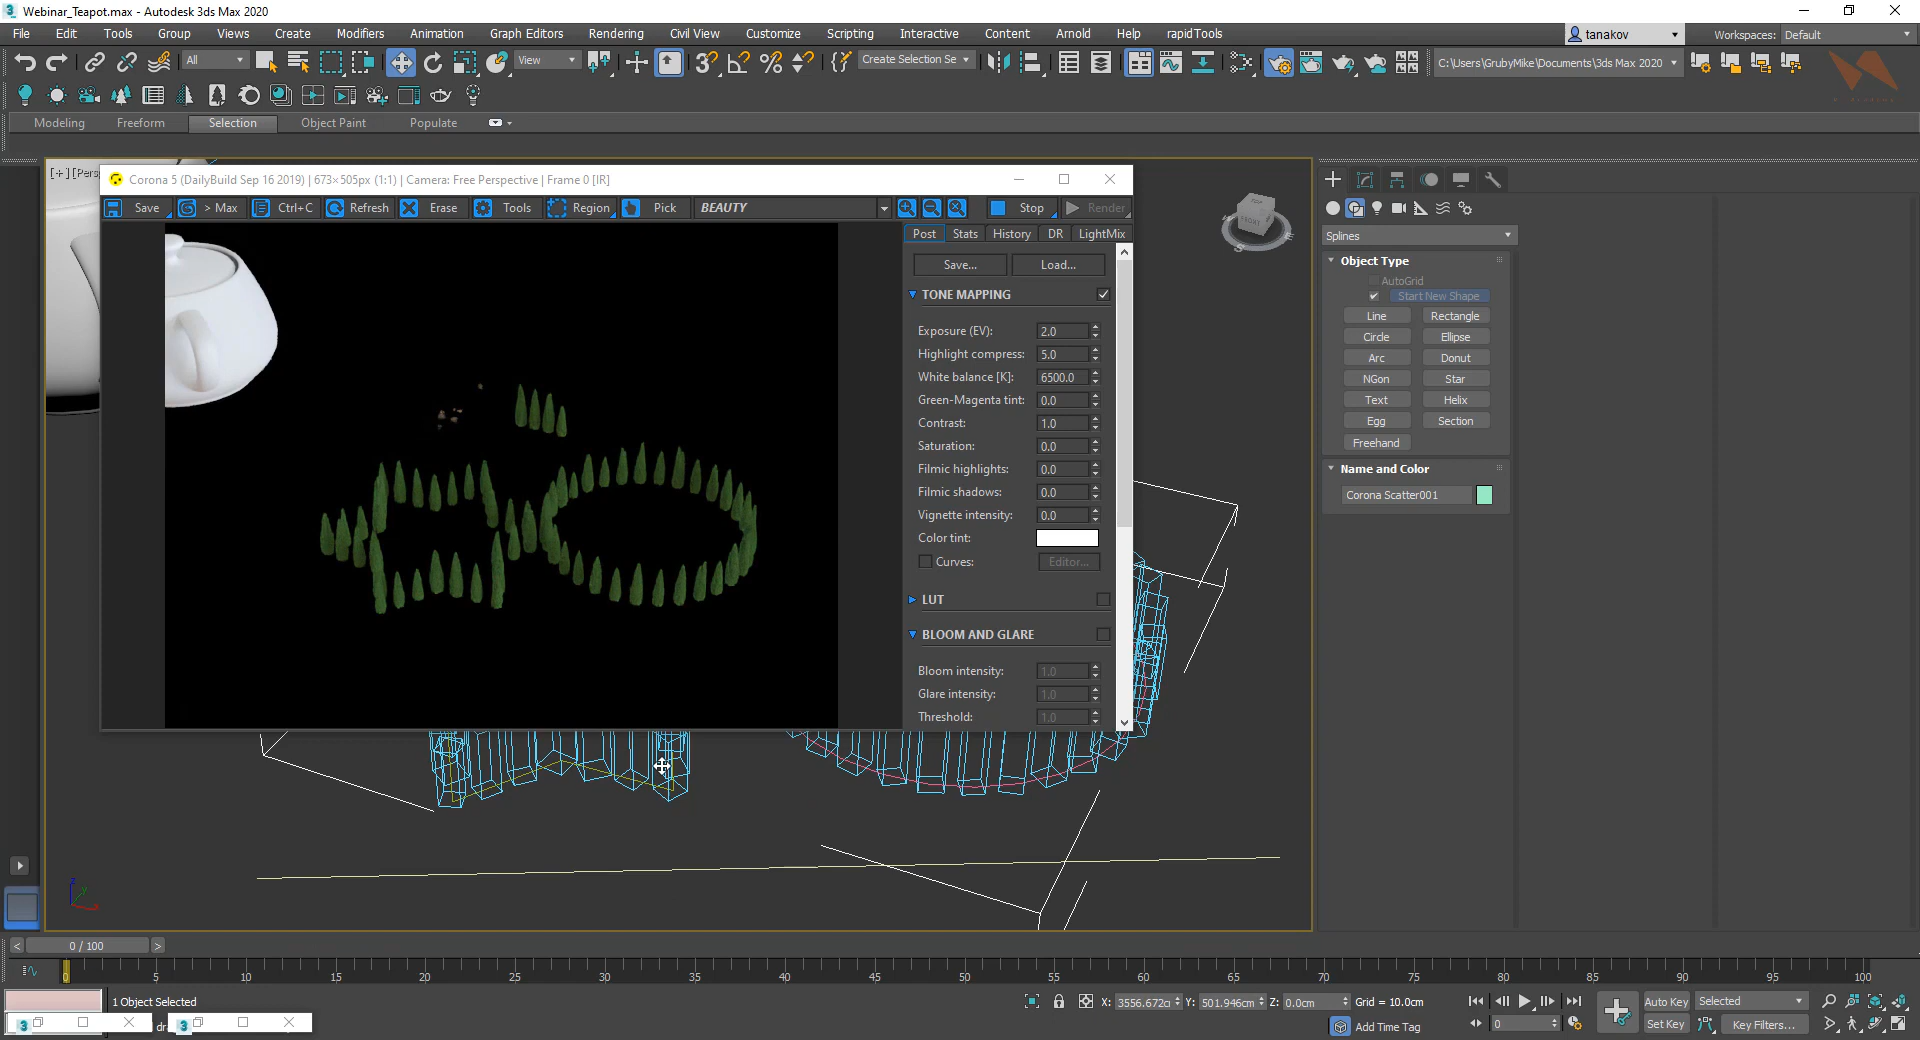 Webinar_Teapot.max - Autodesk 3ds Max 2020
File Edit Tools Group Views Create Modifiers Animation Graph Editors Rendering Civil View Customize Scripting Interactive Content Arnold Help rapidTools
tanakov Workspaces: Default
All View Create Selection Se C:\Users\GrubyMike\Documents\3ds Max 2020
Modeling Freeform Selection Object Paint Populate
[+] [Persp
Corona 5 (DailyBuild Sep 16 2019) | 673×505px (1:1) | Camera: Free Perspective | Frame 0 [IR]
Save > Max Ctrl+C Refresh Erase Tools Region Pick BEAUTY Stop Render
Post Stats History DR LightMix
Save... Load...
TONE MAPPING
Exposure (EV): 2.0
Highlight compress: 5.0
White balance [K]: 6500.0
Green-Magenta tint: 0.0
Contrast: 1.0
Saturation: 0.0
Filmic highlights: 0.0
Filmic shadows: 0.0
Vignette intensity: 0.0
Color tint:
Curves: Editor...
LUT
BLOOM AND GLARE
Bloom intensity: 1.0
Glare intensity: 1.0
Threshold: 1.0
Splines
Object Type
AutoGrid
Start New Shape
Line Rectangle
Circle Ellipse
Arc Donut
NGon Star
Text Helix
Egg Section
Freehand
Name and Color
Corona Scatter001
0 / 100
0 5 10 15 20 25 30 35 40 45 50 55 60 65 70 75 80 85 90 95 100
1 Object Selected
X: 3556.672c Y: 501.946cm Z: 0.0cm Grid = 10.0cm
Auto Key Selected
Add Time Tag
0 Set Key Key Filters...